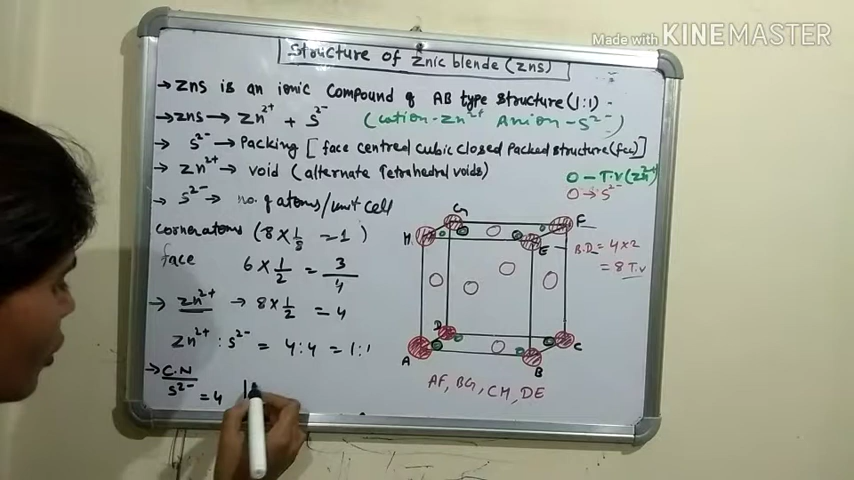 Made with KINEMASTER
Structure of Znic blende (zns)
→ zns is an ionic compound of AB type structure (1:1) -
→ zns → Zn²⁺ + S²⁻ (cation - Zn²⁺ Anion - S²⁻)
→ S²⁻ → Packing [face centred cubic closed Packed structure (fcc)]
→ Zn²⁺ → void (alternate Tetrahedral voids)
O - T.V (Zn²⁺)
O → S²⁻
→ S²⁻ → no. of atoms/unit cell
corneratoms (8 × 1/8 = 1)
face 6 × 1/2 = 3
4
→ Zn²⁺ → 8 × 1/2 = 4
Zn²⁺ : S²⁻ = 4:4 = 1:1
→ C.N
S²⁻ = 4
G
F
H
E
B.D = 4 × 2
= 8 T.V
D
C
A
B
AF, BG, CH, DE